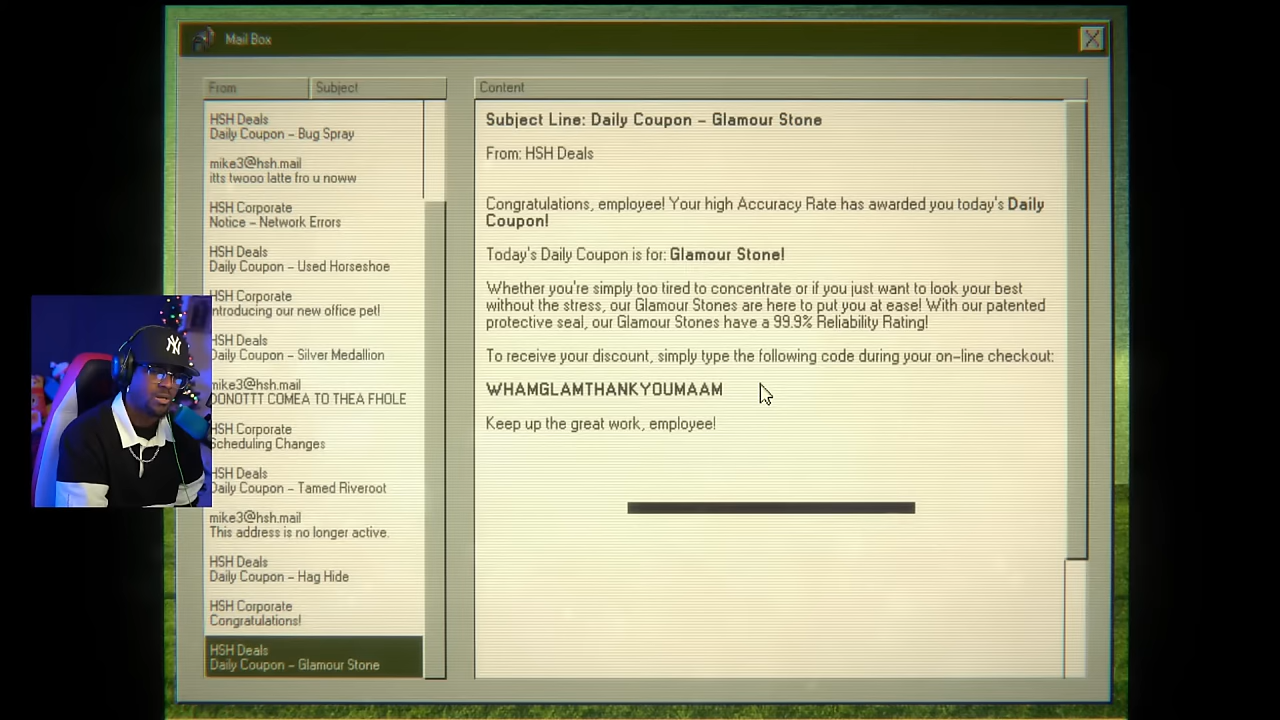 Mail Box
From Subject
HSH Deals
Daily Coupon - Bug Spray
mike3@hsh.mail
itts twooo latte fro u noww
HSH Corporate
Notice - Network Errors
HSH Deals
Daily Coupon - Used Horseshoe
HSH Corporate
Introducing our new office pet!
HSH Deals
Daily Coupon - Silver Medallion
mike3@hsh.mail
DONOTTT COMEA TO THEA FHOLE
HSH Corporate
Scheduling Changes
HSH Deals
Daily Coupon - Tamed Riveroot
mike3@hsh.mail
This address is no longer active.
HSH Deals
Daily Coupon - Hag Hide
HSH Corporate
Congratulations!
HSH Deals
Daily Coupon - Glamour Stone
Content
Subject Line: Daily Coupon - Glamour Stone
From: HSH Deals
Congratulations, employee! Your high Accuracy Rate has awarded you today's Daily
Coupon!
Today's Daily Coupon is for: Glamour Stone!
Whether you're simply too tired to concentrate or if you just want to look your best
without the stress, our Glamour Stones are here to put you at ease! With our patented
protective seal, our Glamour Stones have a 99.9% Reliability Rating!
To receive your discount, simply type the following code during your on-line checkout:
WHAMGLAMTHANKYOUMAAM
Keep up the great work, employee!